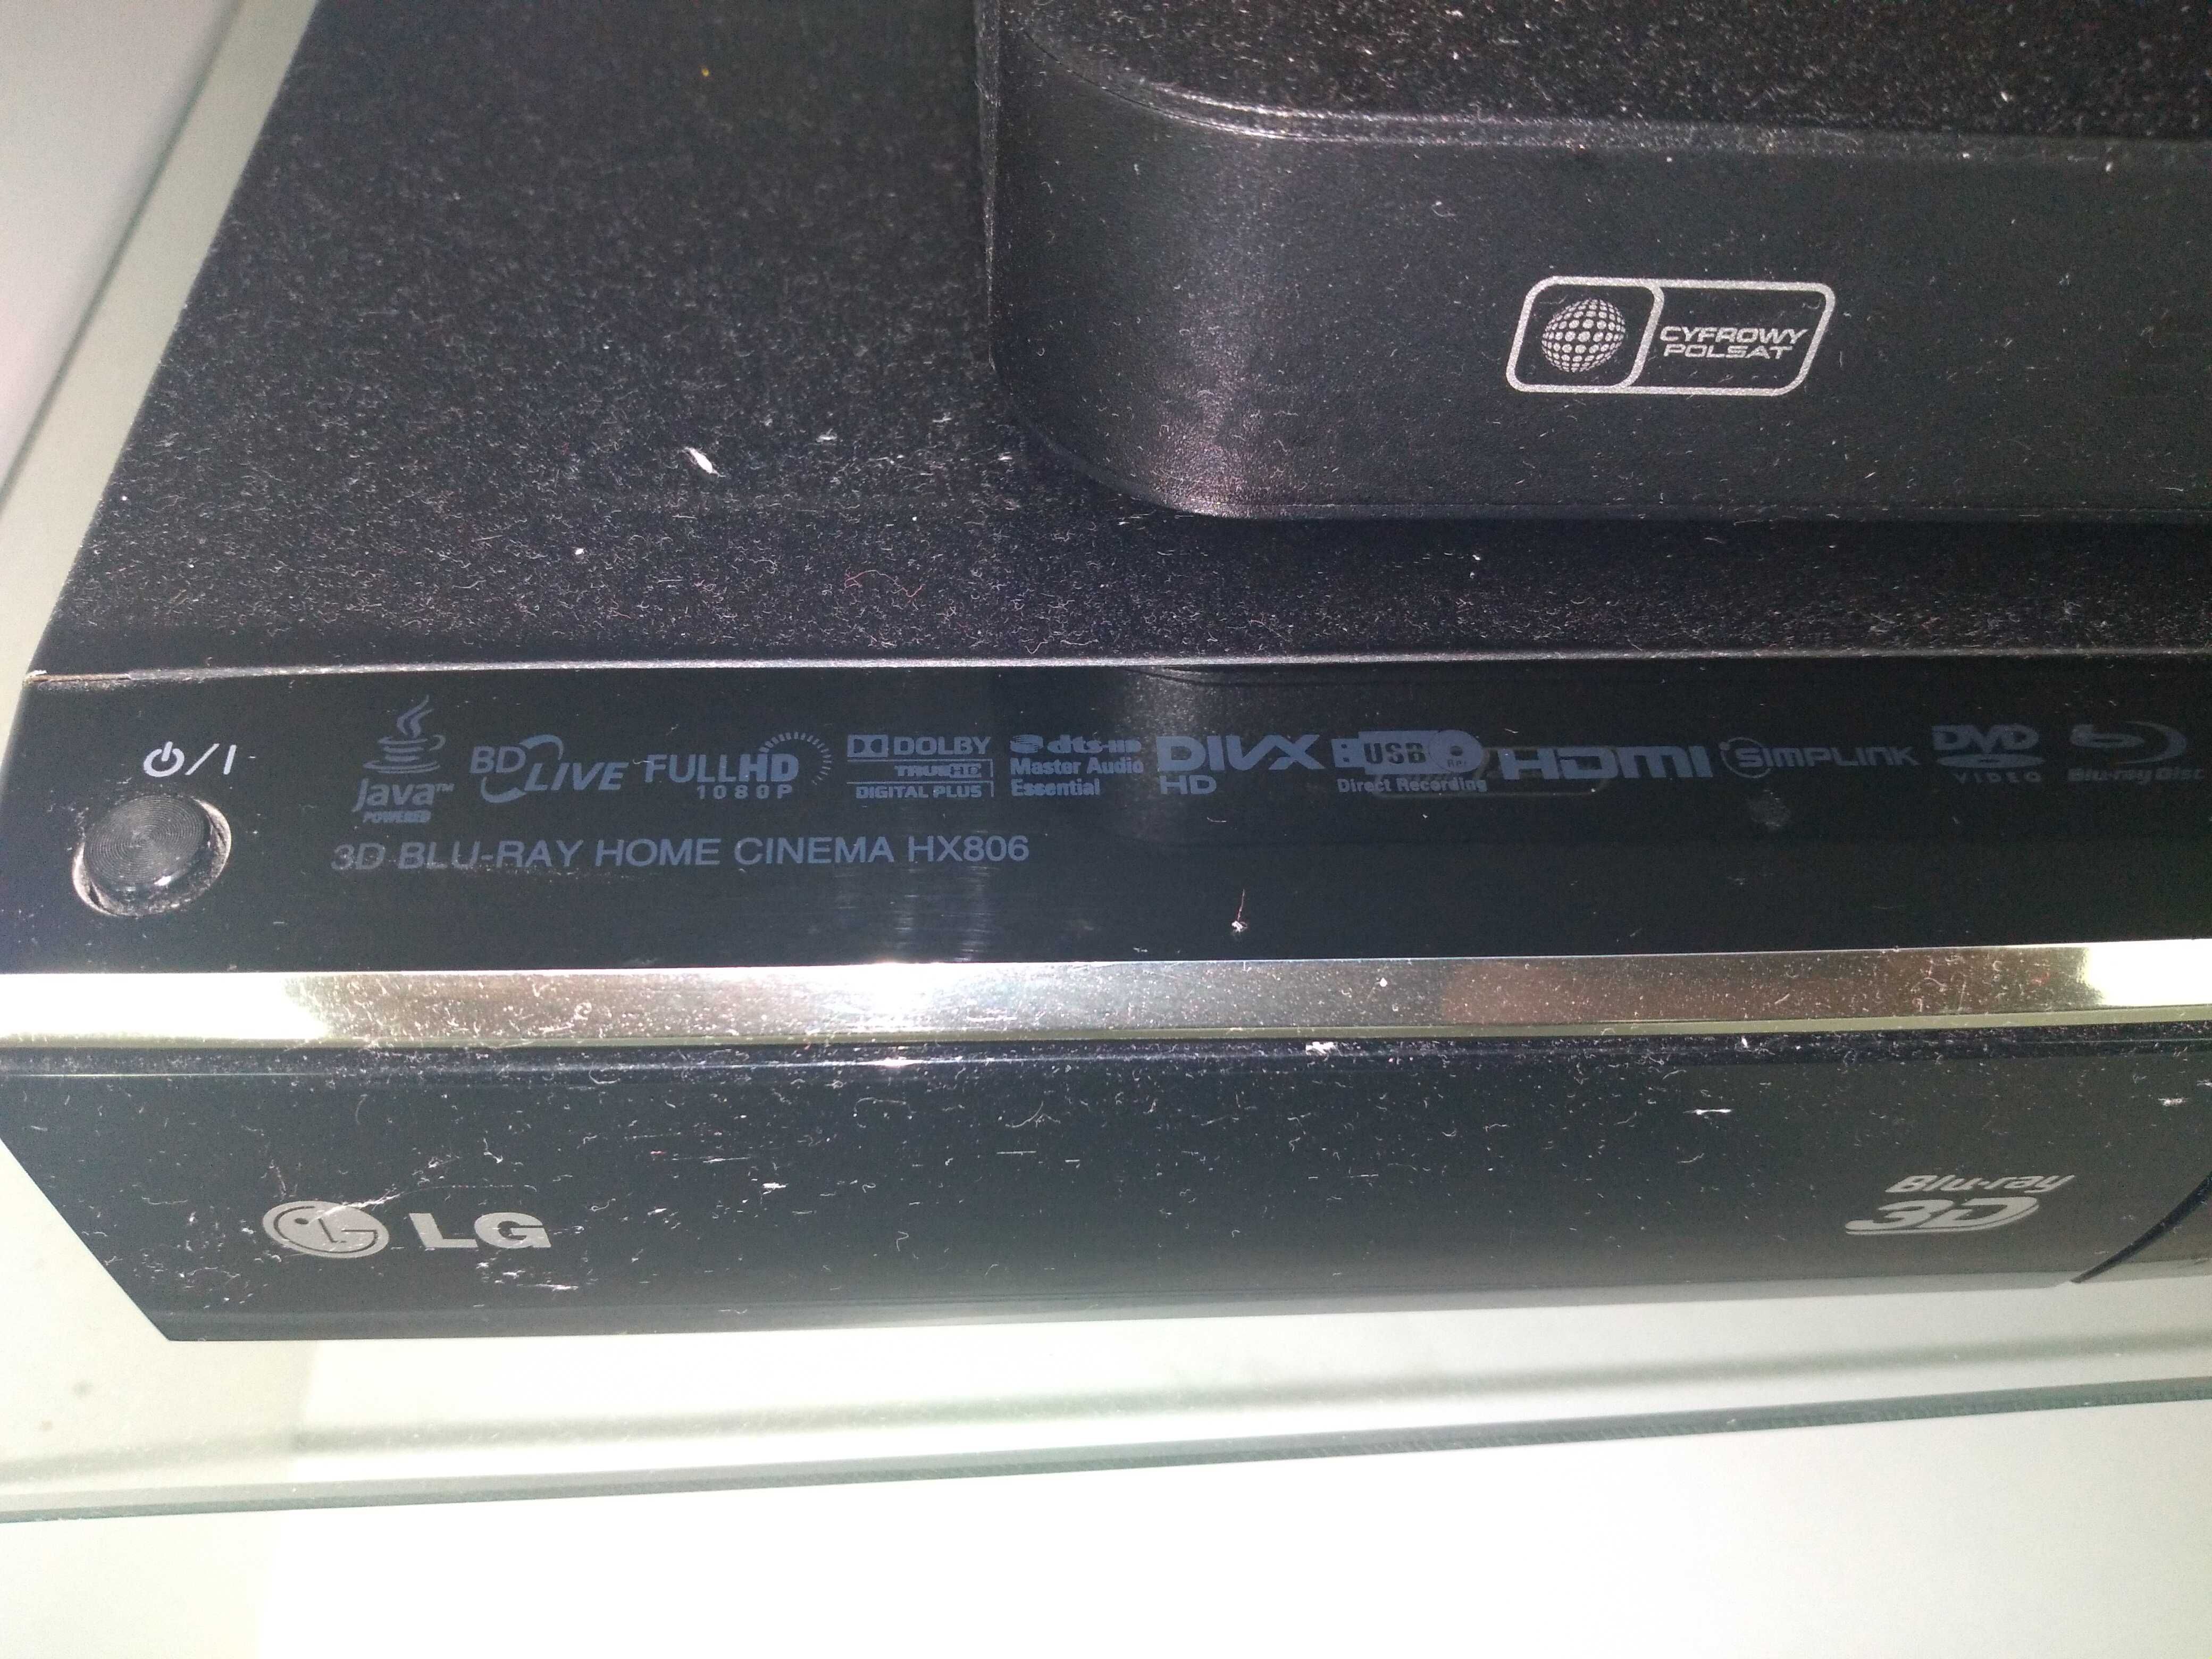 CYFROWY
POLSAT
Java™
POWERED
BD LIVE
FULLHD
1080P
DOLBY
TRUEHD
DIGITAL PLUS
dts-HD
Master Audio
Essential
DIVX
HD
USB
Rec
Direct Recording
HDMI
SIMPLINK
DVD
VIDEO
Blu-ray Disc
3D BLU-RAY HOME CINEMA HX806
LG
Blu-ray
3D